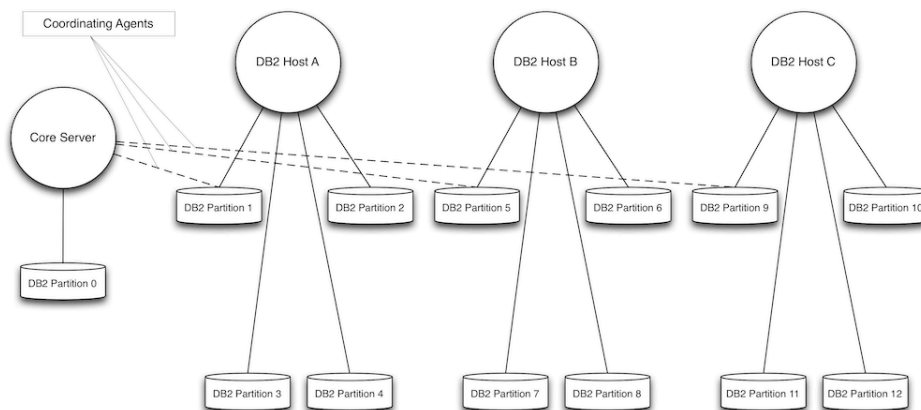 Coordinating Agents
DB2 Host A
DB2 Host B
DB2 Host C
Core Server
DB2 Partition 1
DB2 Partition 2
DB2 Partition 5
DB2 Partition 6
DB2 Partition 9
DB2 Partition 10
DB2 Partition 0
DB2 Partition 3
DB2 Partition 4
DB2 Partition 7
DB2 Partition 8
DB2 Partition 11
DB2 Partition 12